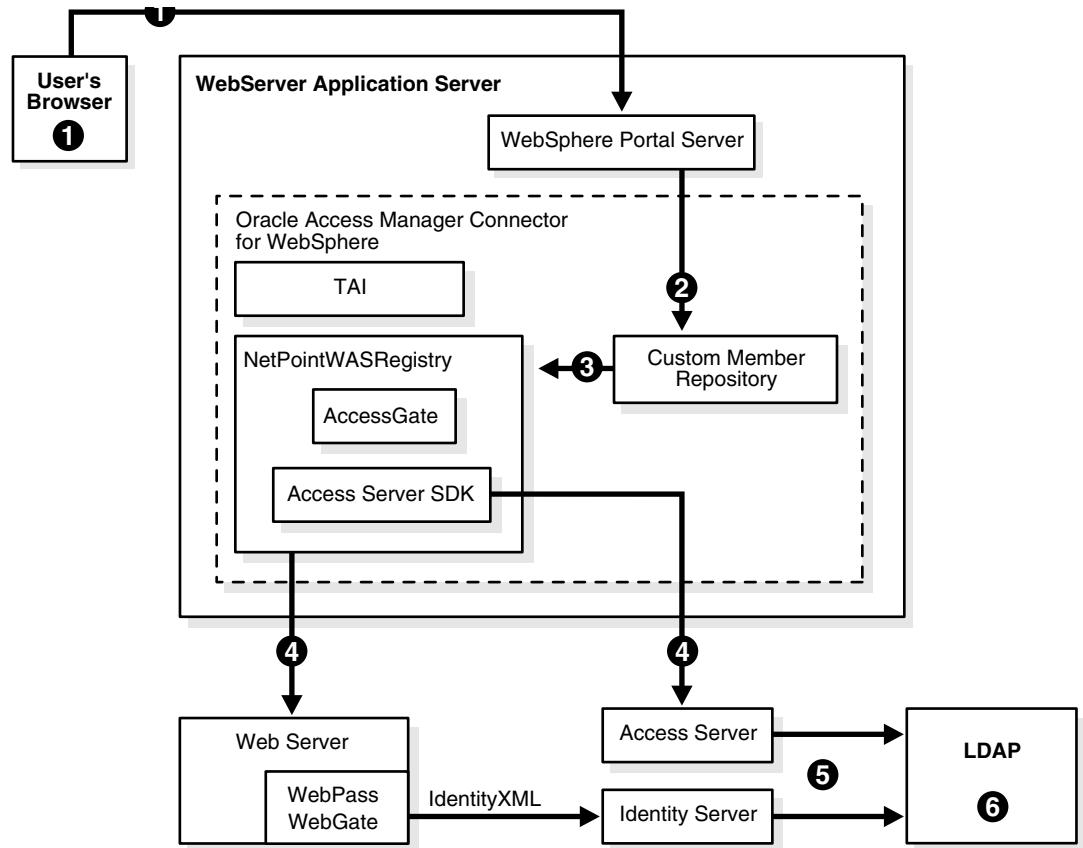 1
User's
Browser
1
WebServer Application Server
WebSphere Portal Server
Oracle Access Manager Connector
for WebSphere
TAI
2
NetPointWASRegistry
3
Custom Member
Repository
AccessGate
Access Server SDK
4
4
Web Server
WebPass
WebGate
IdentityXML
Access Server
Identity Server
5
LDAP
6